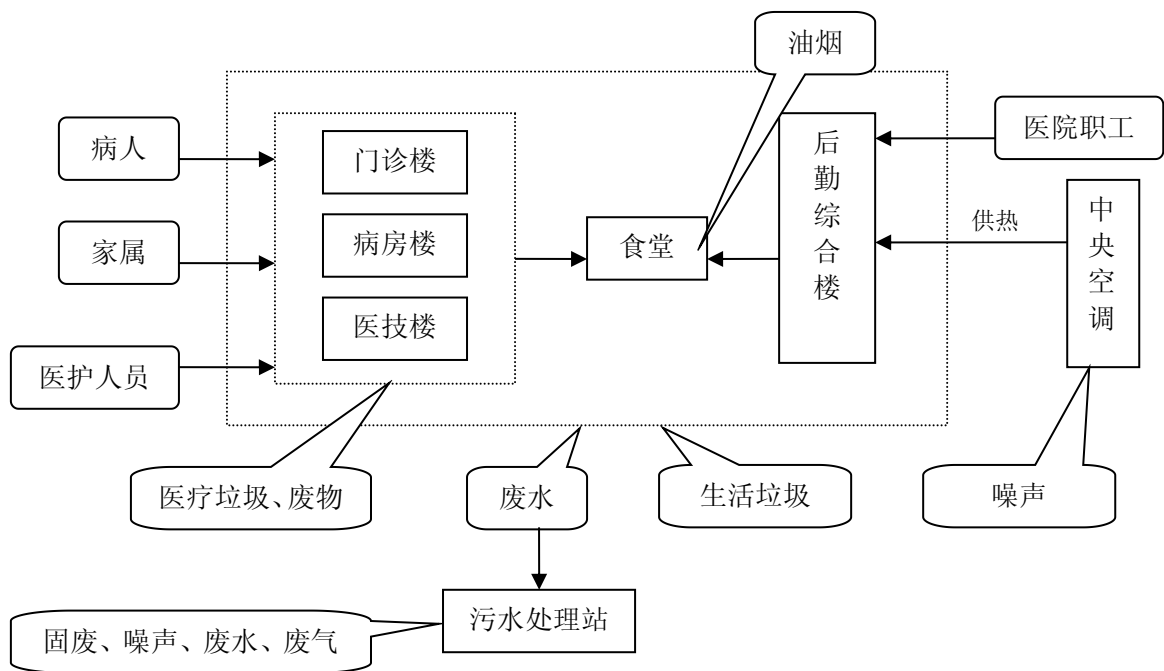 油烟
病人
门诊楼
后勤综合楼
医院职工
家属
病房楼
食堂
供热
中央空调
医技楼
医护人员
医疗垃圾、废物
废水
生活垃圾
噪声
污水处理站
固废、噪声、废水、废气